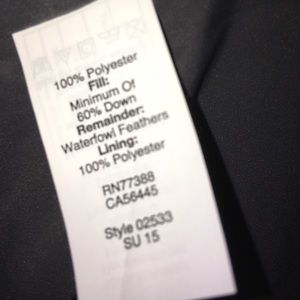 100% Polyester
Fill:
Minimum Of
60% Down
Remainder:
Waterfowl Feathers
Lining:
100% Polyester
RN77388
CA56445
Style 02533
SU 15